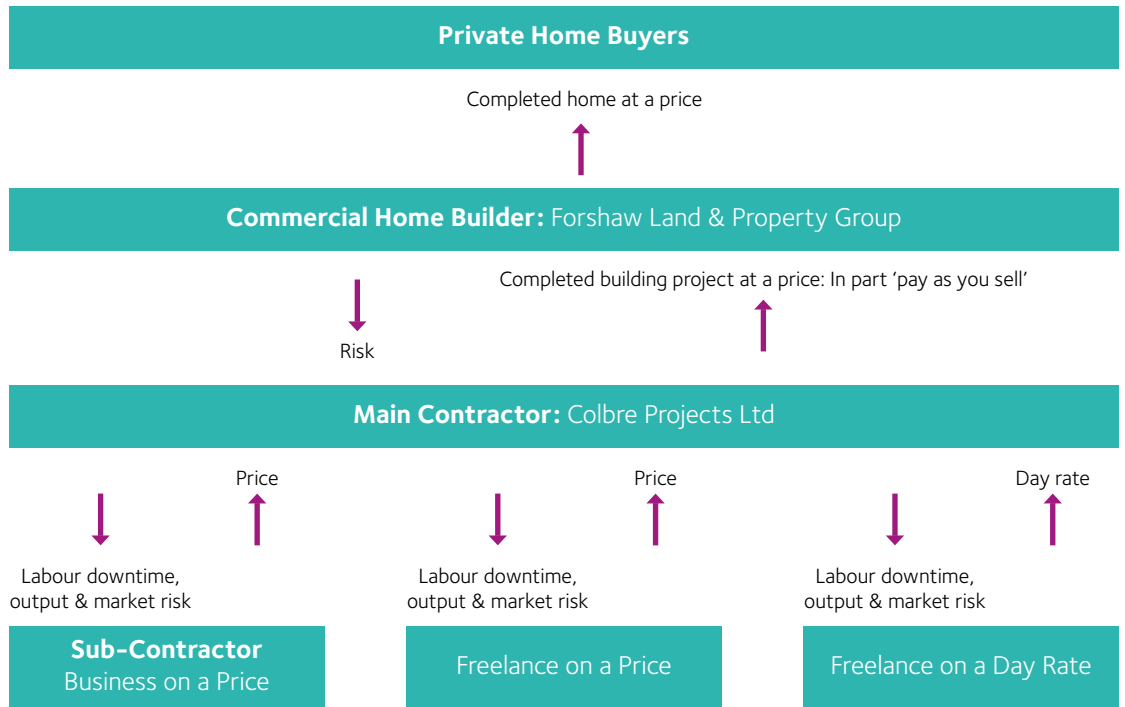 Private Home Buyers
Completed home at a price
Commercial Home Builder: Forshaw Land & Property Group
Completed building project at a price: In part ‘pay as you sell’
Risk
Main Contractor: Colbre Projects Ltd
Price
Price
Day rate
Labour downtime,
output & market risk
Labour downtime,
output & market risk
Labour downtime,
output & market risk
Sub-Contractor
Business on a Price
Freelance on a Price
Freelance on a Day Rate